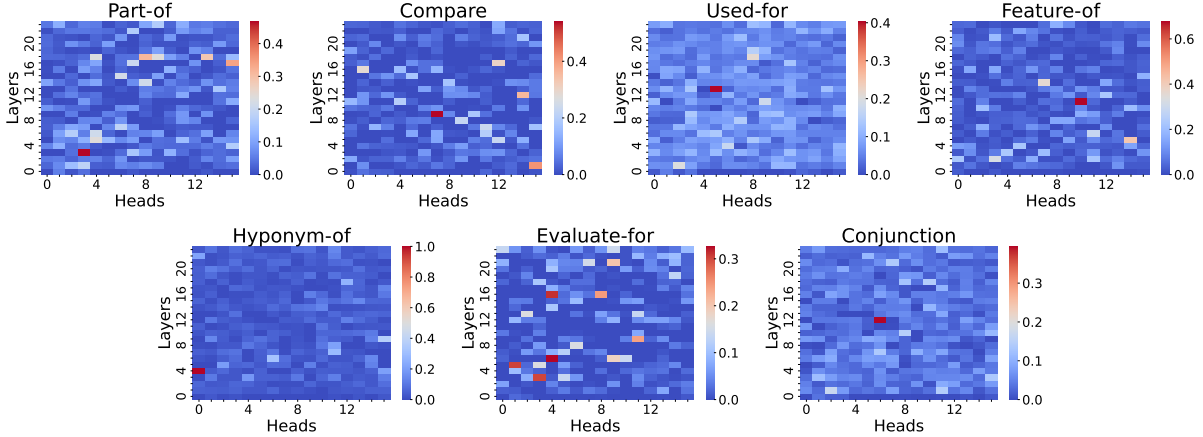 Part-of
Compare
Used-for
Feature-of
Layers
0 4 8 12 16 20
0 4 8 12
Heads
0.0 0.1 0.2 0.3 0.4
Layers
0 4 8 12 16 20
0 4 8 12
Heads
0.0 0.2 0.4
Layers
0 4 8 12 16 20
0 4 8 12
Heads
0.0 0.1 0.2 0.3 0.4
Layers
0 4 8 12 16 20
0 4 8 12
Heads
0.0 0.2 0.4 0.6
Hyponym-of
Evaluate-for
Conjunction
Layers
0 4 8 12 16 20
0 4 8 12
Heads
0.0 0.2 0.4 0.6 0.8 1.0
Layers
0 4 8 12 16 20
0 4 8 12
Heads
0.0 0.1 0.2 0.3
Layers
0 4 8 12 16 20
0 4 8 12
Heads
0.0 0.1 0.2 0.3